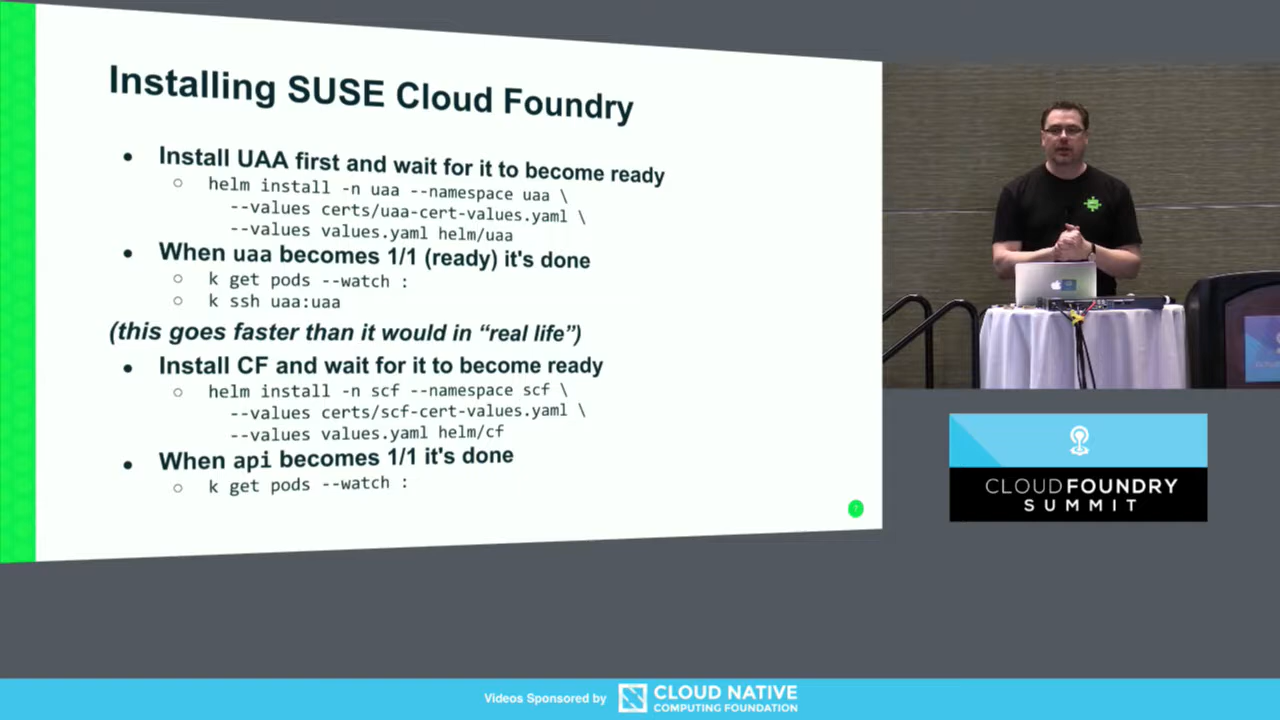 Installing SUSE Cloud Foundry
● Install UAA first and wait for it to become ready
○ helm install -n uaa --namespace uaa \
--values certs/uaa-cert-values.yaml \
--values values.yaml helm/uaa
● When uaa becomes 1/1 (ready) it's done
○ k get pods --watch :
○ k ssh uaa:uaa
(this goes faster than it would in “real life”)
● Install CF and wait for it to become ready
○ helm install -n scf --namespace scf \
--values certs/scf-cert-values.yaml \
--values values.yaml helm/cf
● When api becomes 1/1 it's done
○ k get pods --watch :
7
CLOUD FOUNDRY
SUMMIT
Videos Sponsored by
CLOUD NATIVE
COMPUTING FOUNDATION